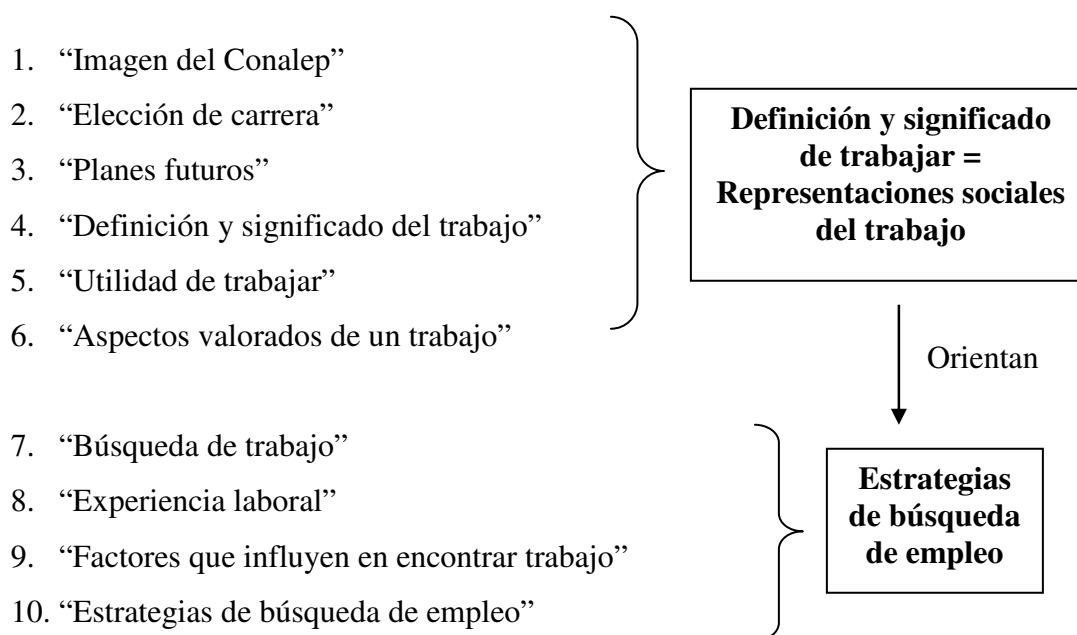 1. “Imagen del Conalep”
2. “Elección de carrera”
3. “Planes futuros”
4. “Definición y significado del trabajo”
5. “Utilidad de trabajar”
6. “Aspectos valorados de un trabajo”
Definición y significado
de trabajar =
Representaciones sociales
del trabajo
Orientan
7. “Búsqueda de trabajo”
8. “Experiencia laboral”
9. “Factores que influyen en encontrar trabajo”
10. “Estrategias de búsqueda de empleo”
Estrategias
de búsqueda
de empleo